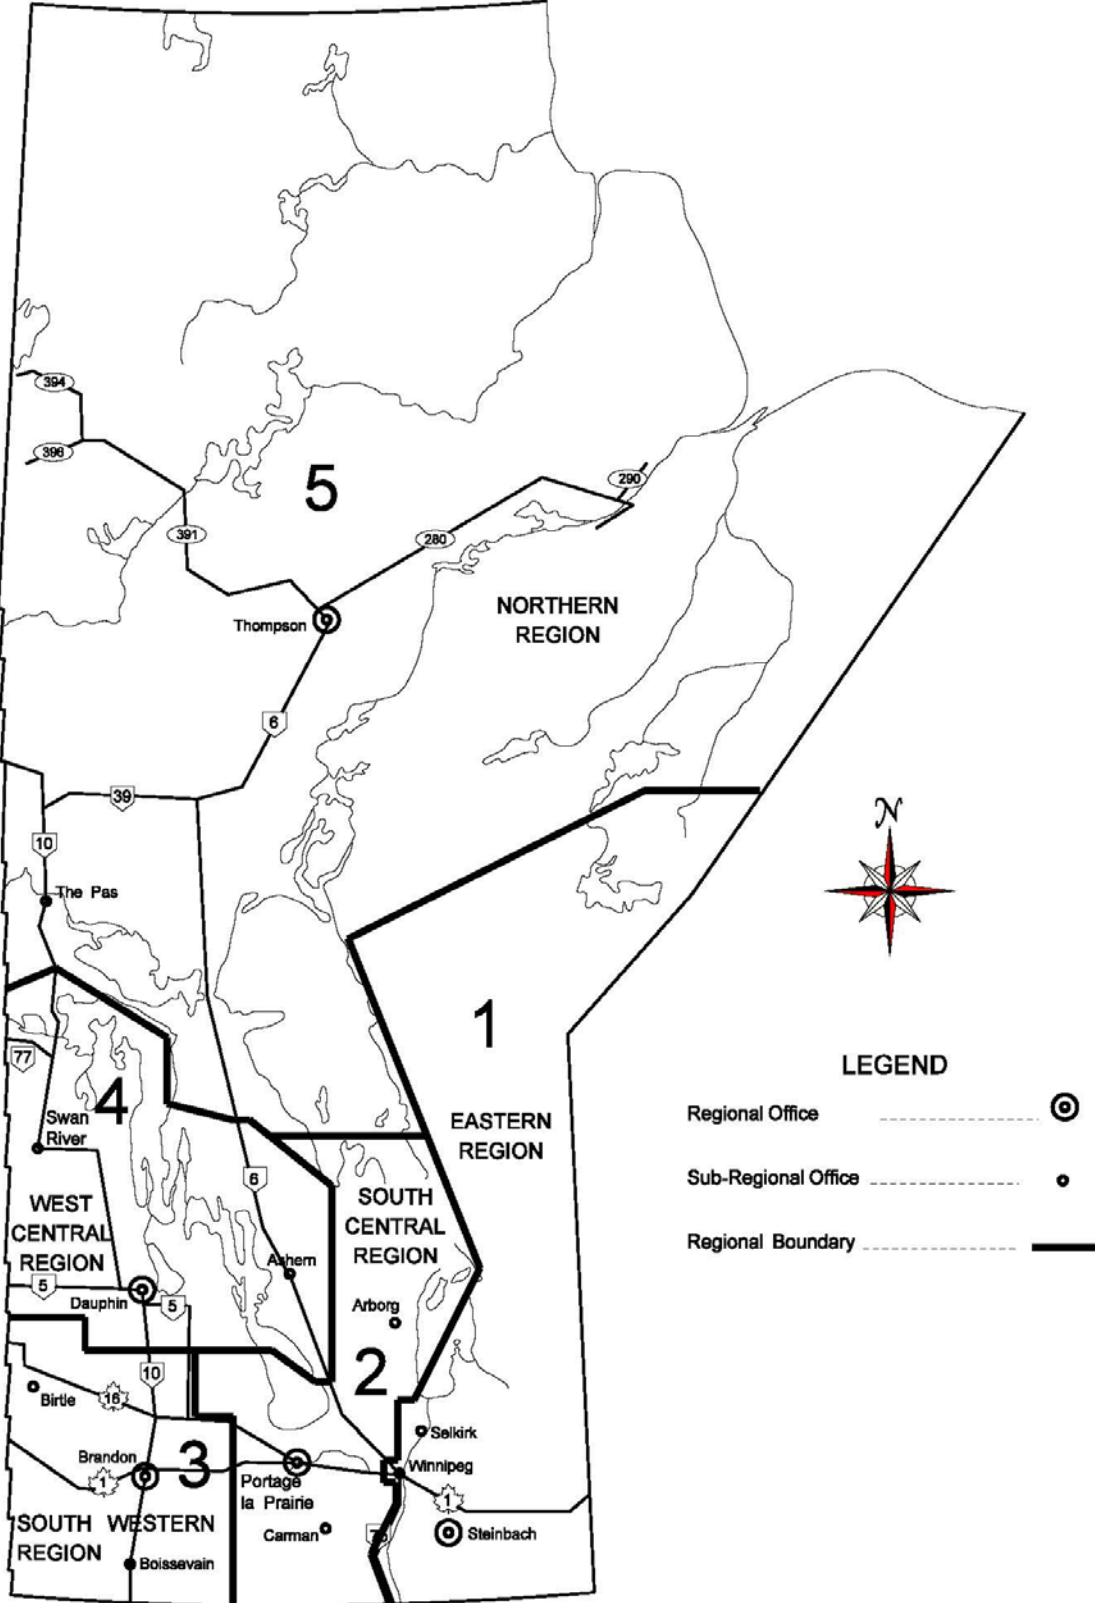 394
396
5
391
290
280
NORTHERN
REGION
Thompson
6
39
10
N
The Pas
1
77
LEGEND
4
Regional Office
Swan
River
EASTERN
REGION
6
Sub-Regional Office
WEST
CENTRAL
REGION
SOUTH
CENTRAL
REGION
Regional Boundary
Ashern
5
Dauphin
5
Arborg
2
10
Birtle
16
Selkirk
Brandon
3
Winnipeg
1
Portage
la Prairie
1
SOUTH WESTERN
REGION
Carman
Steinbach
Boissevain